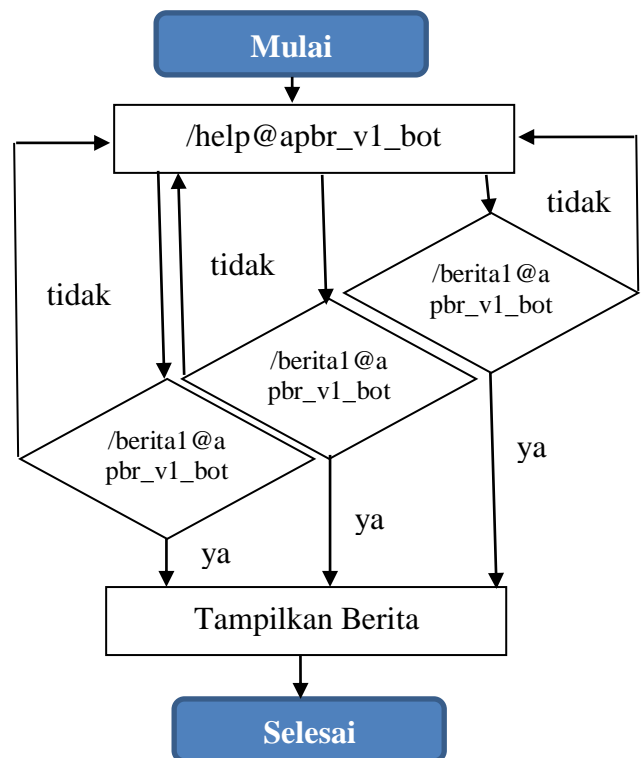 Mulai
/help@apbr_v1_bot
tidak
tidak
tidak
/berita1@a
pbr_v1_bot
/berita1@a
pbr_v1_bot
/berita1@a
pbr_v1_bot
ya
ya
ya
Tampilkan Berita
Selesai